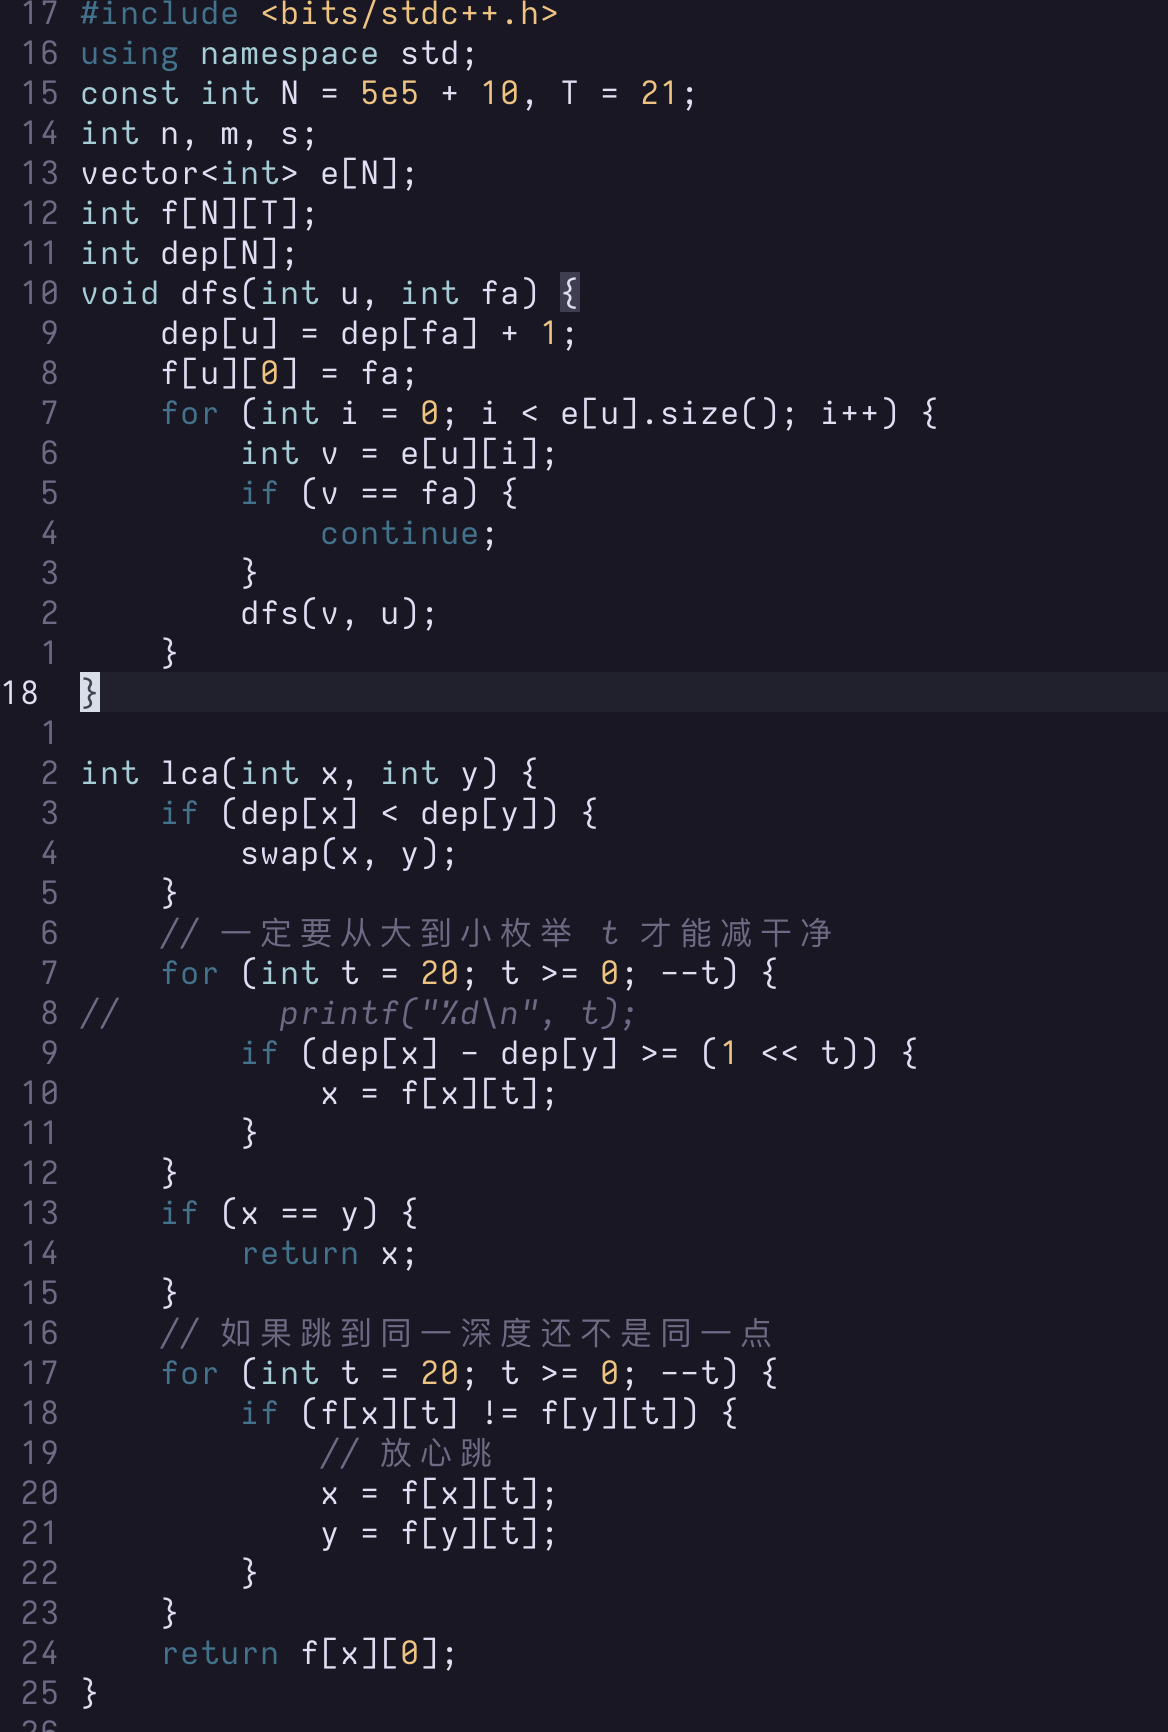 17 #include <bits/stdc++.h>
16 using namespace std;
15 const int N = 5e5 + 10, T = 21;
14 int n, m, s;
13 vector<int> e[N];
12 int f[N][T];
11 int dep[N];
10 void dfs(int u, int fa) {
9     dep[u] = dep[fa] + 1;
8     f[u][0] = fa;
7     for (int i = 0; i < e[u].size(); i++) {
6         int v = e[u][i];
5         if (v == fa) {
4             continue;
3         }
2         dfs(v, u);
1     }
18 }
1
2 int lca(int x, int y) {
3     if (dep[x] < dep[y]) {
4         swap(x, y);
5     }
6     // 一定要从大到小枚举 t 才能减干净
7     for (int t = 20; t >= 0; --t) {
8 //        printf("%d\n", t);
9         if (dep[x] - dep[y] >= (1 << t)) {
10             x = f[x][t];
11         }
12     }
13     if (x == y) {
14         return x;
15     }
16     // 如果跳到同一深度还不是同一点
17     for (int t = 20; t >= 0; --t) {
18         if (f[x][t] != f[y][t]) {
19             // 放心跳
20             x = f[x][t];
21             y = f[y][t];
22         }
23     }
24     return f[x][0];
25 }
26